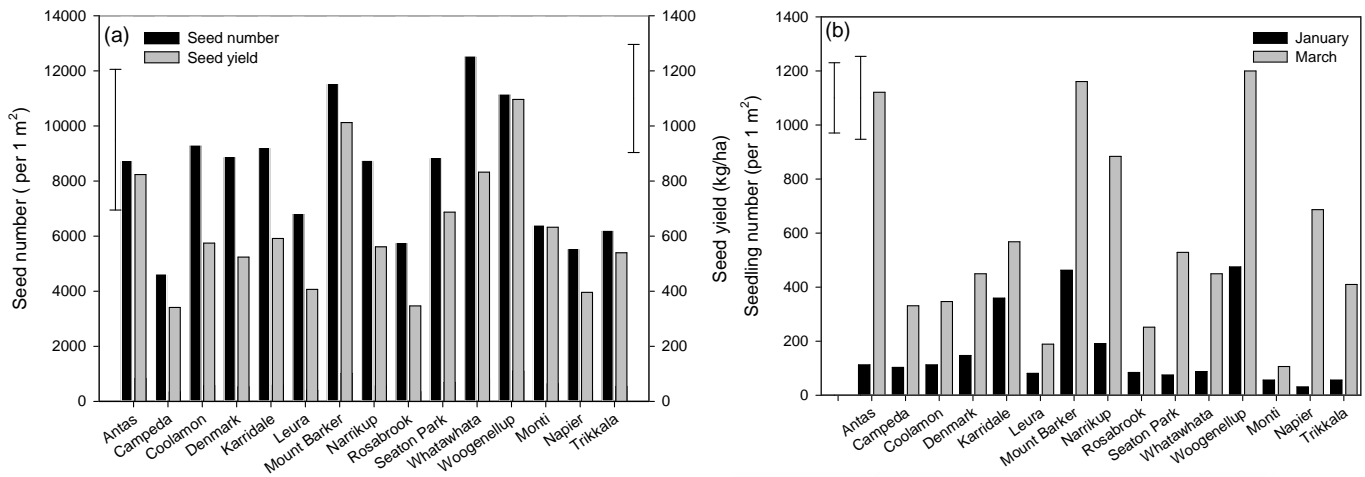 (a)
Seed number
Seed yield
Seed number ( per 1 m²)
14000
12000
10000
8000
6000
4000
2000
0
1400
1200
1000
800
600
400
200
0
Seed yield (kg/ha)
Antas
Campeda
Coolamon
Denmark
Karridale
Leura
Mount Barker
Narrikup
Rosabrook
Seaton Park
Whatawhata
Woogenellup
Monti
Napier
Trikkala
(b)
January
March
Seedling number (per 1 m²)
1400
1200
1000
800
600
400
200
0
Antas
Campeda
Coolamon
Denmark
Karridale
Leura
Mount Barker
Narrikup
Rosabrook
Seaton Park
Whatawhata
Woogenellup
Monti
Napier
Trikkala